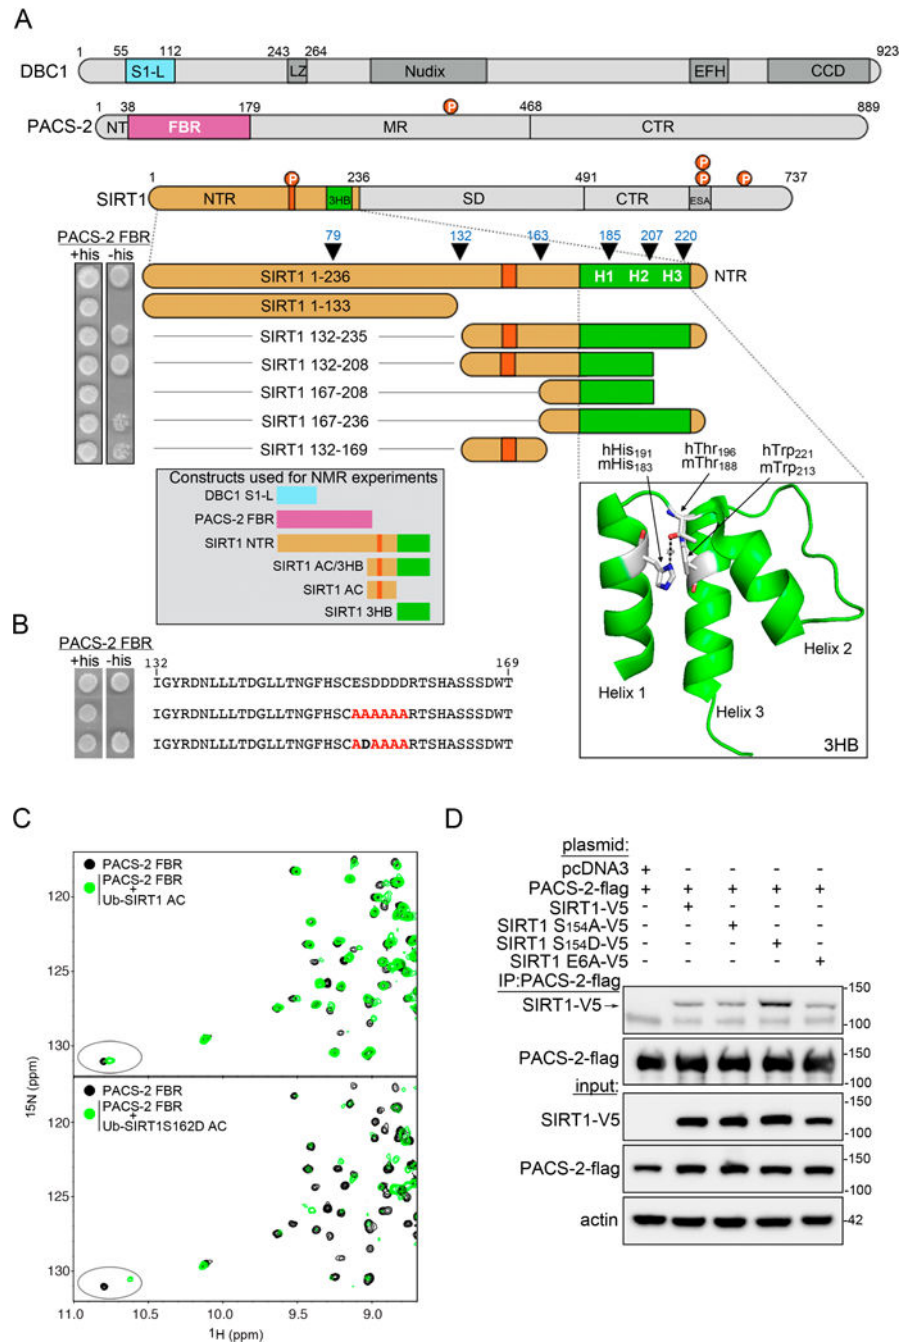 A
1 55 112 243 264 923
DBC1 S1-L LZ Nudix EFH CCD
1 38 179 P 468 889
PACS-2 NT FBR MR CTR
1 P 236 491 P P P 737
SIRT1 NTR 3HB SD CTR ESA
PACS-2 FBR
+his -his
79 132 163 185 207 220
SIRT1 1-236 H1 H2 H3 NTR
SIRT1 1-133
SIRT1 132-235
SIRT1 132-208
SIRT1 167-208
SIRT1 167-236
SIRT1 132-169
Constructs used for NMR experiments
DBC1 S1-L
PACS-2 FBR
SIRT1 NTR
SIRT1 AC/3HB
SIRT1 AC
SIRT1 3HB
hHis191 hThr196 hTrp221
mHis183 mThr188 mTrp213
Helix 1
Helix 2
Helix 3
3HB
B
PACS-2 FBR
+his -his
132 169
IGYRDNLLLTDGLLTNGFHSCESDDDDRTSHASSSDWT
IGYRDNLLLTDGLLTNGFHSCAAAAAARTSHASSSDWT
IGYRDNLLLTDGLLTNGFHSCADAAAARTSHASSSDWT
C
PACS-2 FBR
PACS-2 FBR
+
Ub-SIRT1 AC
120
125
130
PACS-2 FBR
PACS-2 FBR
+
Ub-SIRT1S162D AC
120
125
130
15N (ppm)
11.0 10.5 10.0 9.5 9.0
1H (ppm)
D
plasmid:
pcDNA3 + - - - -
PACS-2-flag + + + + +
SIRT1-V5 - + - - -
SIRT1 S154A-V5 - - + - -
SIRT1 S154D-V5 - - - + -
SIRT1 E6A-V5 - - - - +
IP:PACS-2-flag
SIRT1-V5 → -150
-100
PACS-2-flag -150
-100
input:
SIRT1-V5 -150
-100
PACS-2-flag -150
-100
actin -42